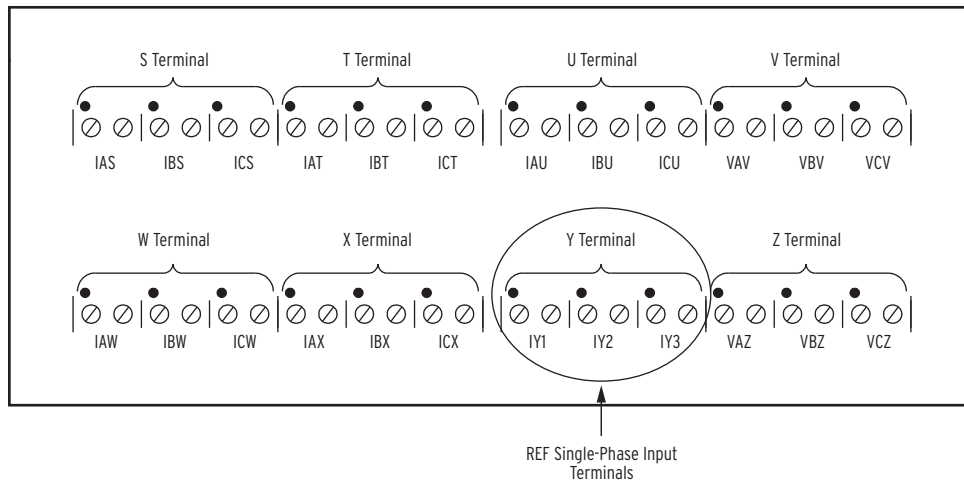 S Terminal T Terminal U Terminal V Terminal
IAS IBS ICS IAT IBT ICT IAU IBU ICU VAV VBV VCV
W Terminal X Terminal Y Terminal Z Terminal
IAW IBW ICW IAX IBX ICX IY1 IY2 IY3 VAZ VBZ VCZ
REF Single-Phase Input
Terminals